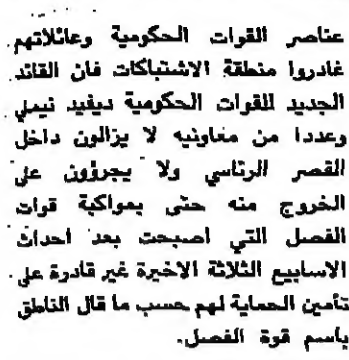 عناصر القوات الحكومية وعائلاتهم
غادروا منطقة الاشتباكات فان القائد
الجديد للقوات الحكومية ديفيد نيملي
وعددا من معاونيه لا يزالون داخل
القصر الرئاسي ولا يجرؤون على
الخروج منه حتى بمواكبة قوات
الفصل التي اصبحت بعد احداث
الاسابيع الثلاثة الاخيرة غير قادرة على
تأمين الحماية لهم حسب ما قال الناطق
باسم قوة الفصل.